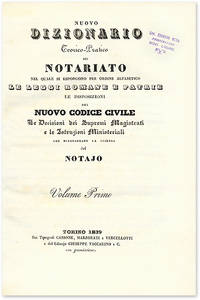 NUOVO
DIZIONARIO
Teorico-Pratico
DEL
NOTARIATO
NEL QUALE SI ESPONGONO PER ORDINE ALFABETICO
LE LEGGI ROMANE E PATRIE
LE DISPOSIZIONI
DEL
NUOVO CODICE CIVILE
Le Decisioni dei Supremi Magistrati
e le Istruzioni Ministeriali
CHE RIGUARDANO LA SCIENZA
del
NOTAJO
Volume Primo
TORINO 1839
Dai Tipografi CASSONE, MARZORATI e VERCELLOTTI
e del Librajo GIUSEPPE VACCARINO e C.
con permissione.